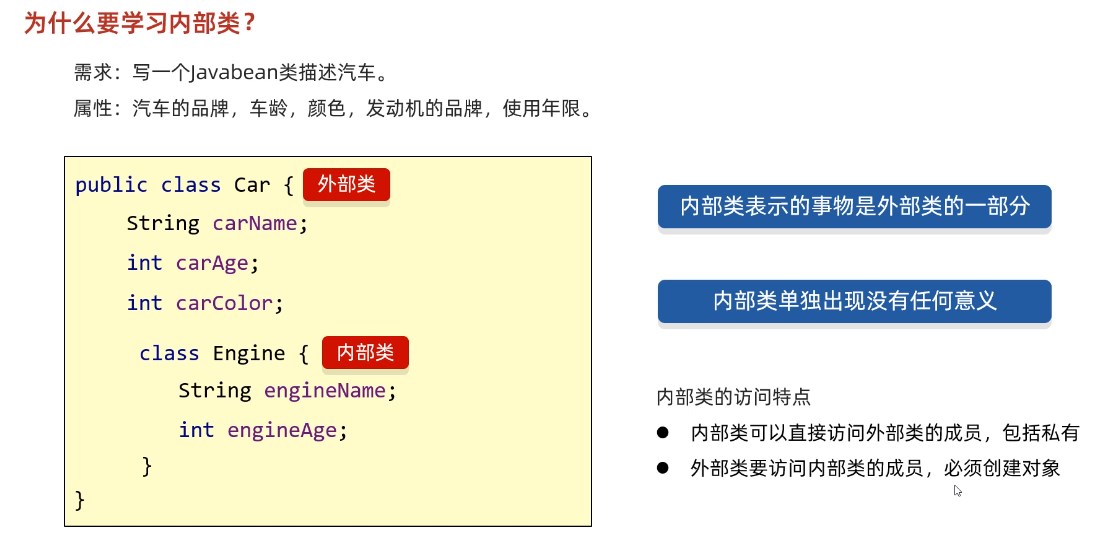 为什么要学习内部类？
需求：写一个Javabean类描述汽车。
属性：汽车的品牌，车龄，颜色，发动机的品牌，使用年限。
public class Car { 外部类
String carName;
int carAge;
int carColor;
class Engine { 内部类
String engineName;
int engineAge;
}
}
内部类表示的事物是外部类的一部分
内部类单独出现没有任何意义
内部类的访问特点
● 内部类可以直接访问外部类的成员，包括私有
● 外部类要访问内部类的成员，必须创建对象